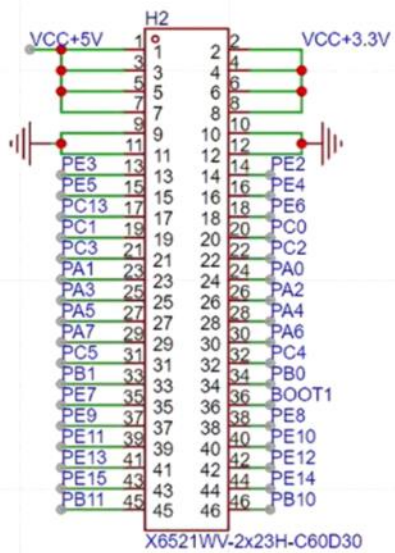 H2
VCC+5V 1 1 2 2 VCC+3.3V
3 3 4 4
5 5 6 6
7 7 8 8
9 9 10 10
11 11 12 12
PE3 13 13 14 14 PE2
PE5 15 15 16 16 PE4
PC13 17 17 18 18 PE6
PC1 19 19 20 20 PC0
PC3 21 21 22 22 PC2
PA1 23 23 24 24 PA0
PA3 25 25 26 26 PA2
PA5 27 27 28 28 PA4
PA7 29 29 30 30 PA6
PC5 31 31 32 32 PC4
PB1 33 33 34 34 PB0
PE7 35 35 36 36 BOOT1
PE9 37 37 38 38 PE8
PE11 39 39 40 40 PE10
PE13 41 41 42 42 PE12
PE15 43 43 44 44 PE14
PB11 45 45 46 46 PB10
X6521WV-2x23H-C60D30